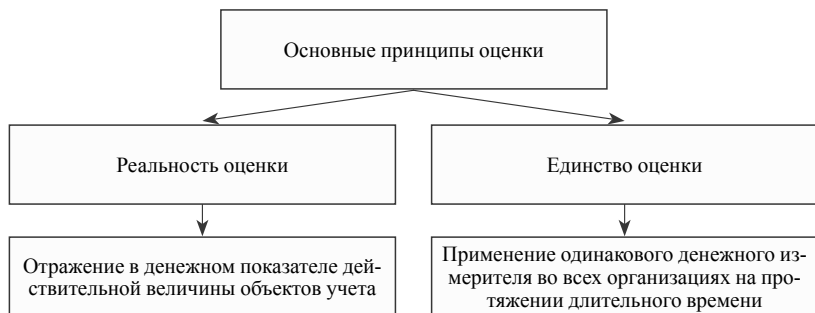 Основные принципы оценки
Реальность оценки
Единство оценки
Отражение в денежном показателе дей-
ствительной величины объектов учета
Применение одинакового денежного из-
мерителя во всех организациях на про-
тяжении длительного времени